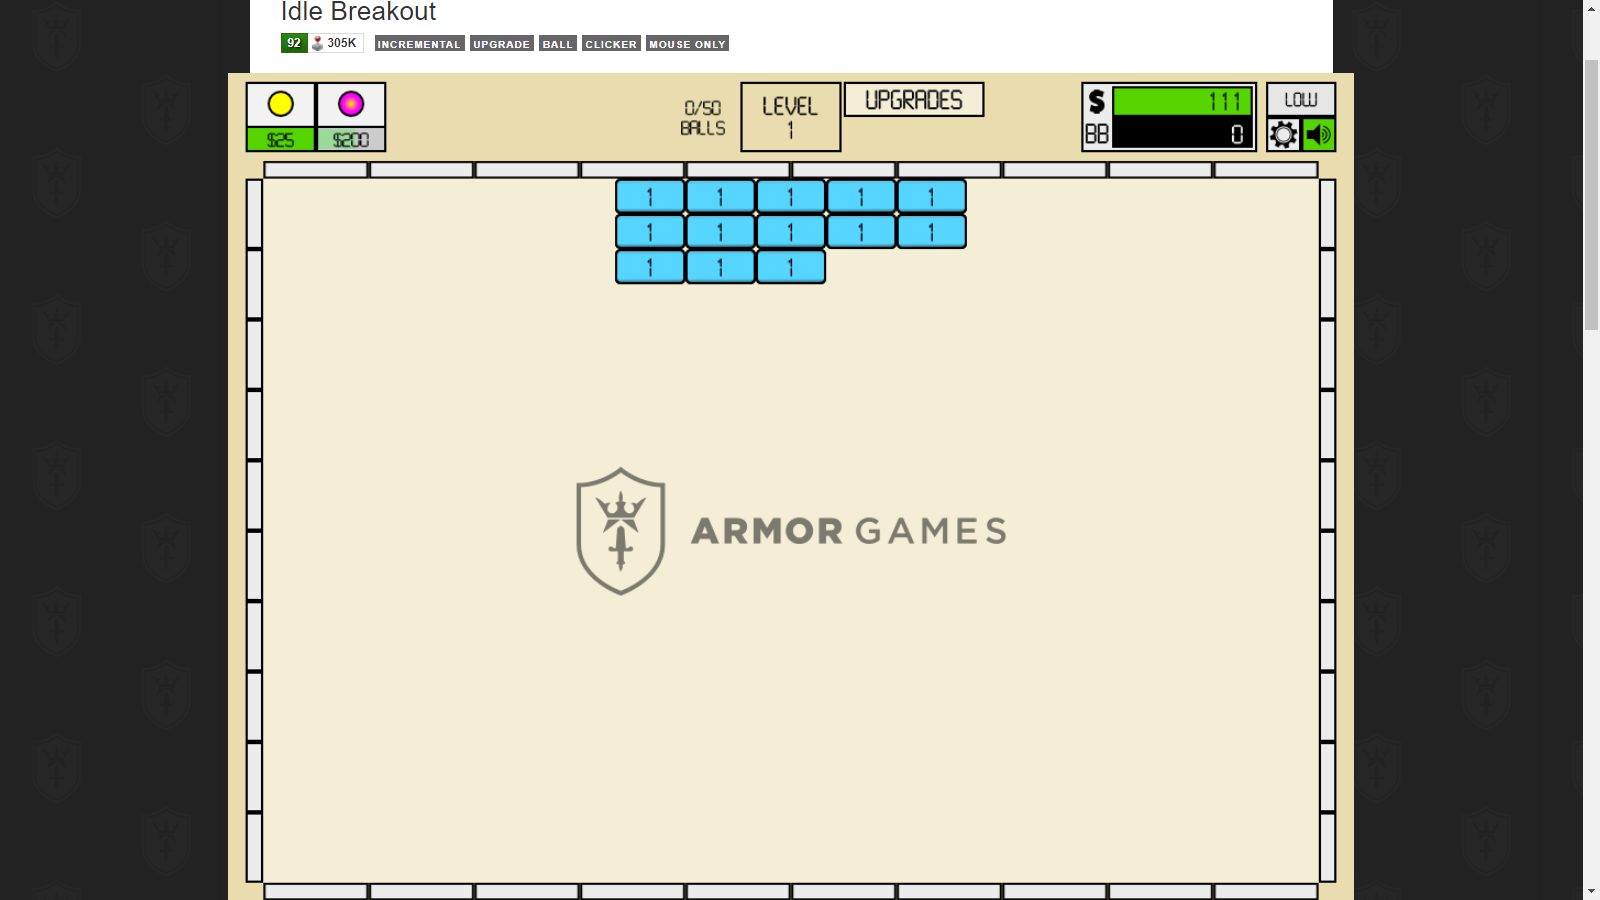 Idle Breakout
92 305K INCREMENTAL UPGRADE BALL CLICKER MOUSE ONLY
$25 $200
0/50
BALLS
LEVEL
1
UPGRADES
$ 111
BB 0
LOW
1 1 1 1 1
1 1 1 1 1
1 1 1
ARMOR GAMES